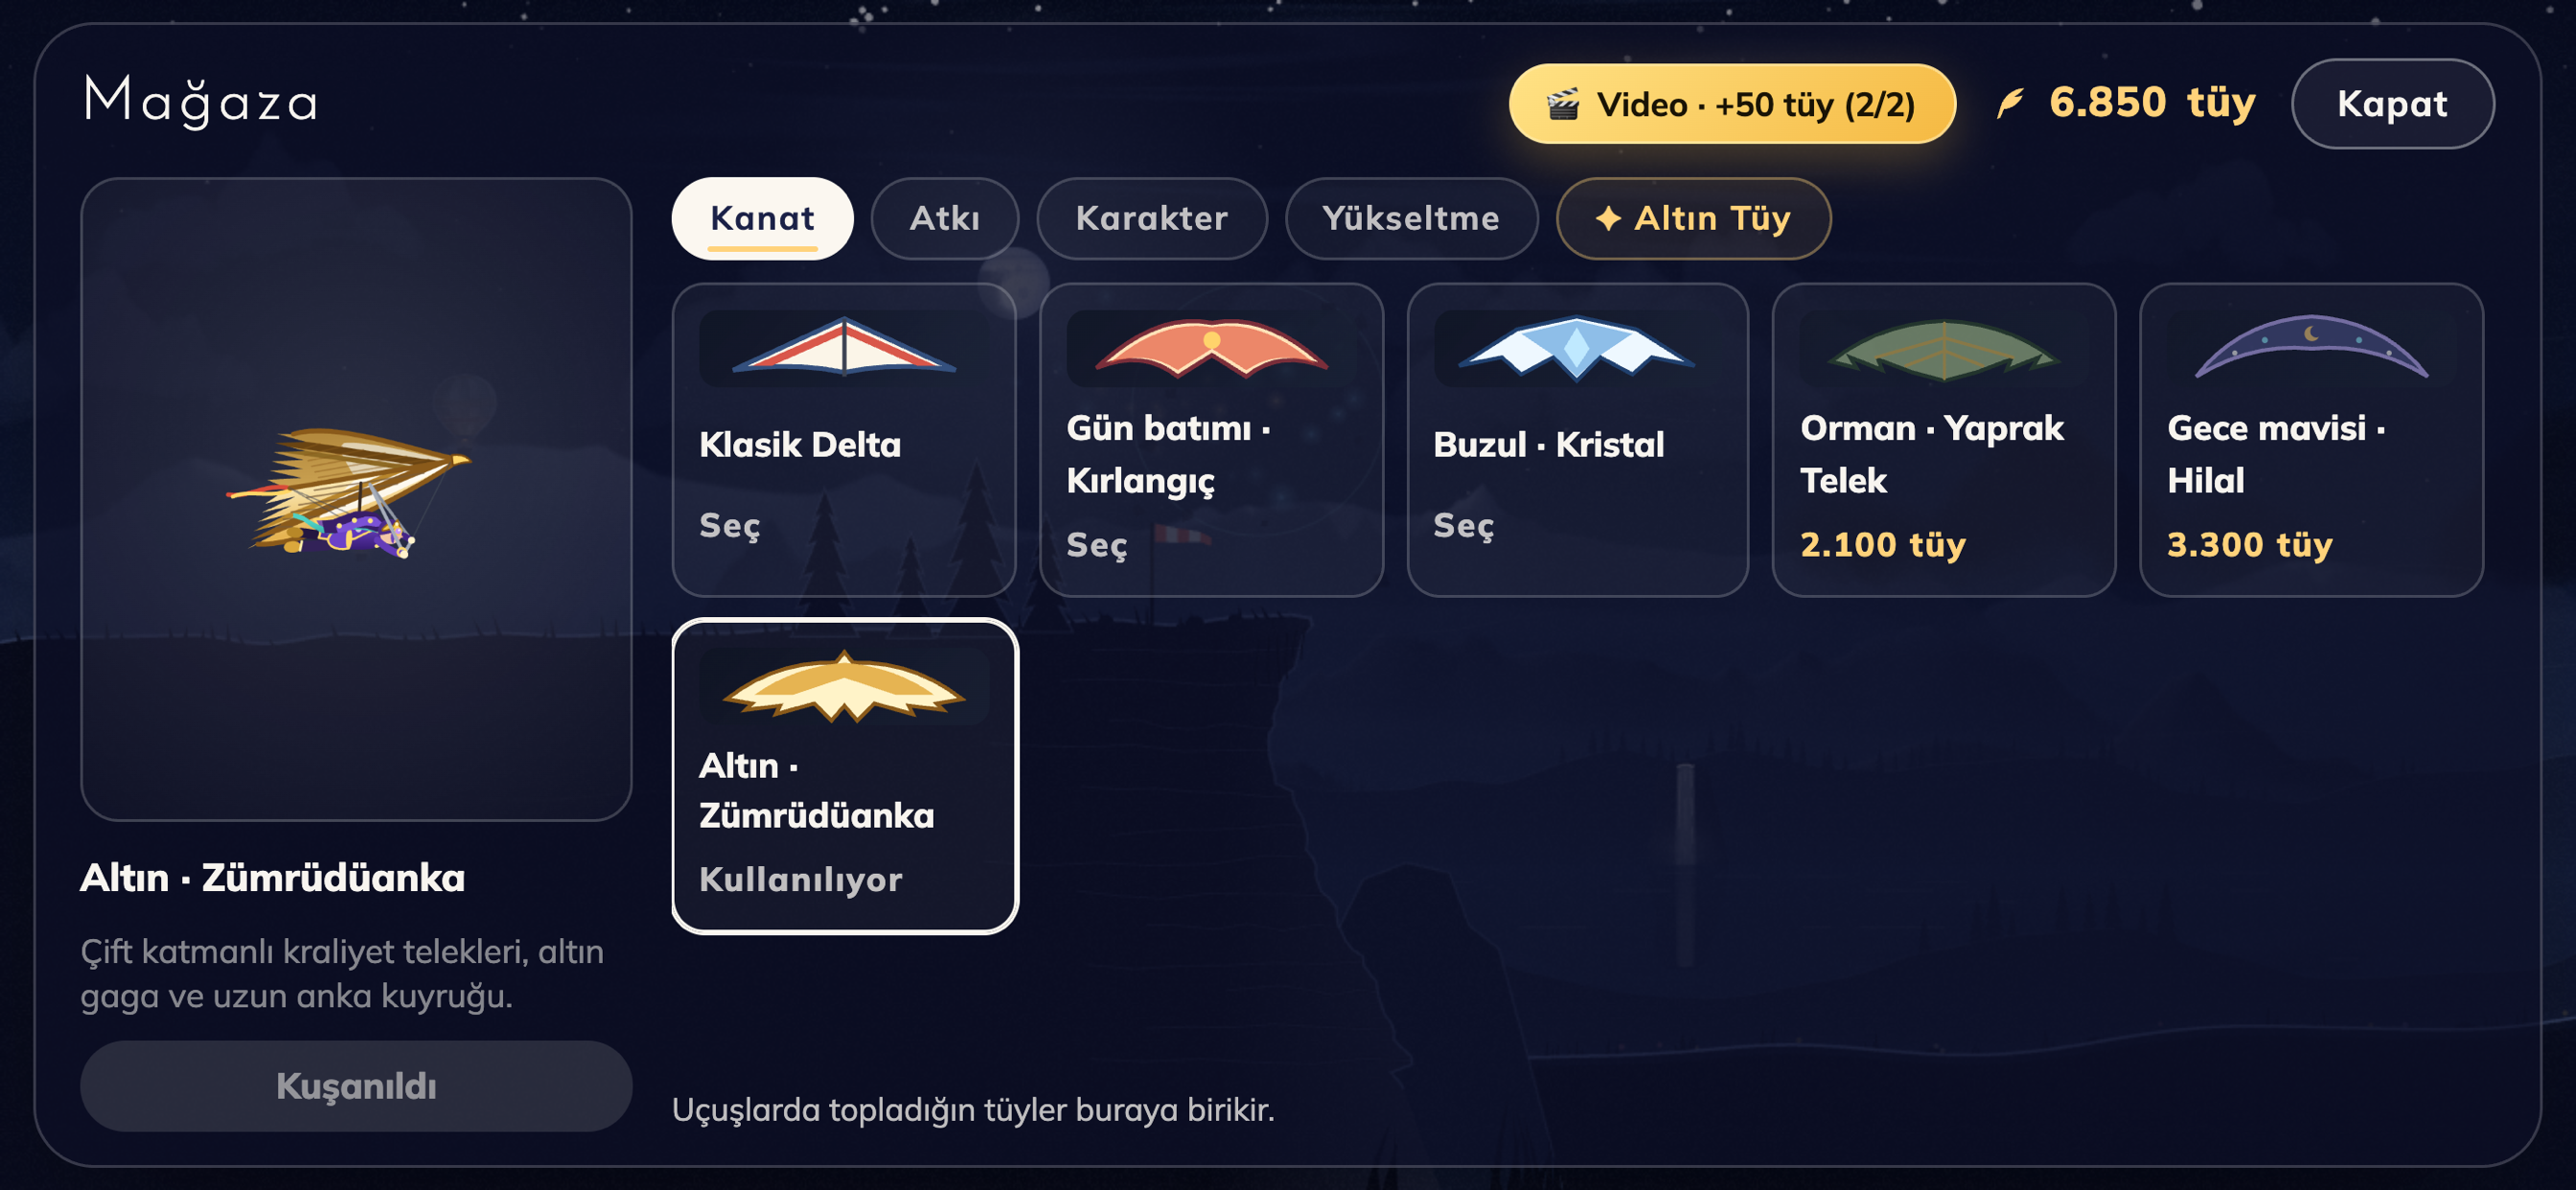 Mağaza
🎬 Video · +50 tüy (2/2)
6.850 tüy
Kapat
Kanat
Atkı
Karakter
Yükseltme
✦ Altın Tüy
Klasik Delta
Seç
Gün batımı ·
Kırlangıç
Seç
Buzul · Kristal
Seç
Orman · Yaprak
Telek
2.100 tüy
Gece mavisi ·
Hilal
3.300 tüy
Altın ·
Zümrüdüanka
Kullanılıyor
Altın · Zümrüdüanka
Çift katmanlı kraliyet telekleri, altın
gaga ve uzun anka kuyruğu.
Kuşanıldı
Uçuşlarda topladığın tüyler buraya birikir.